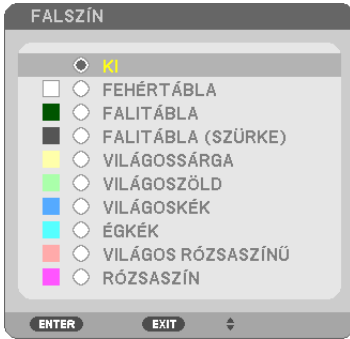 FALSZÍN
KI
FEHÉRTÁBLA
FALITÁBLA
FALITÁBLA (SZÜRKE)
VILÁGOSSÁRGA
VILÁGOSZÖLD
VILÁGOSKÉK
ÉGKÉK
VILÁGOS RÓZSASZÍNŰ
RÓZSASZÍN
ENTER EXIT